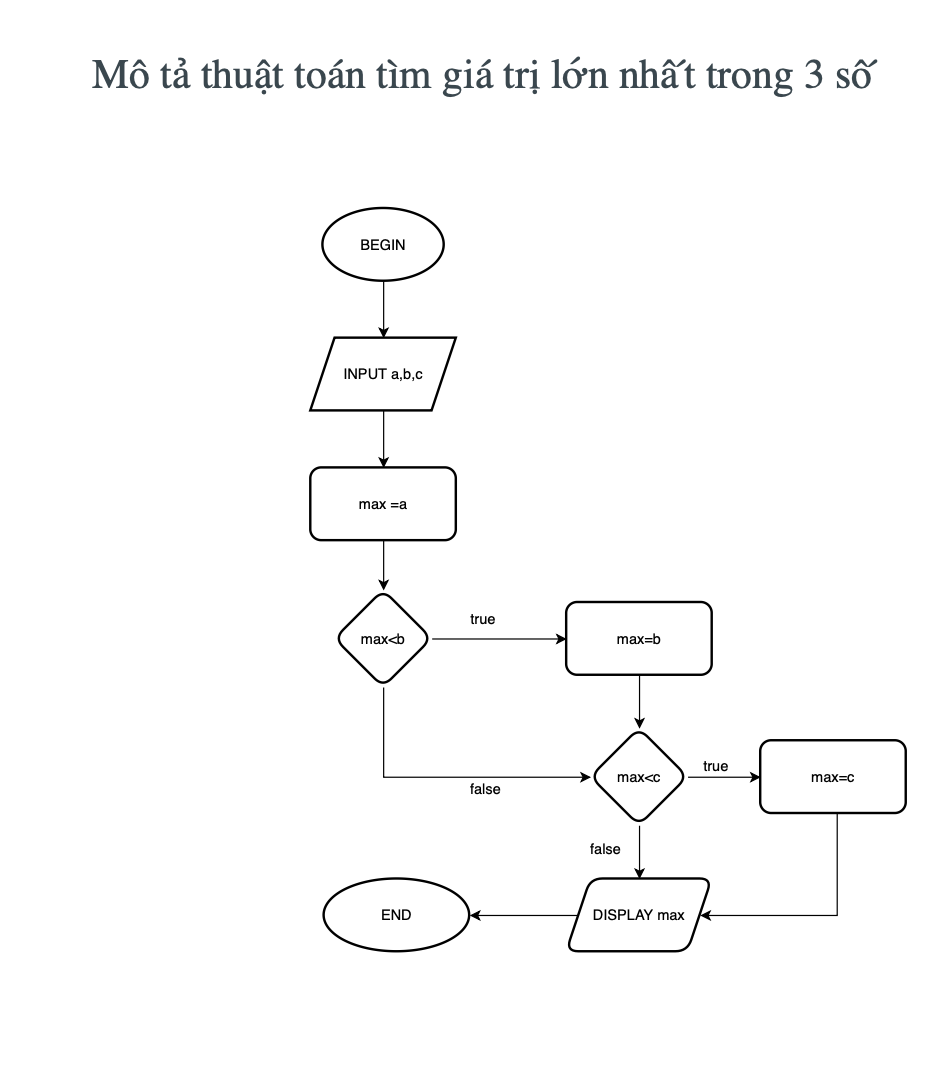 Mô tả thuật toán tìm giá trị lớn nhất trong 3 số
BEGIN
INPUT a,b,c
max =a
max<b
true
max=b
false
max<c
true
max=c
false
DISPLAY max
END